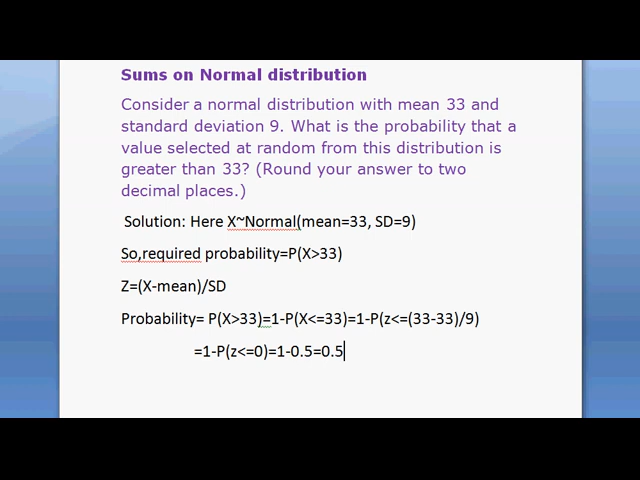 Sums on Normal distribution
Consider a normal distribution with mean 33 and
standard deviation 9. What is the probability that a
value selected at random from this distribution is
greater than 33? (Round your answer to two
decimal places.)
Solution: Here X~Normal(mean=33, SD=9)
So,required probability=P(X>33)
Z=(X-mean)/SD
Probability= P(X>33)=1-P(X<=33)=1-P(z<=(33-33)/9)
=1-P(z<=0)=1-0.5=0.5